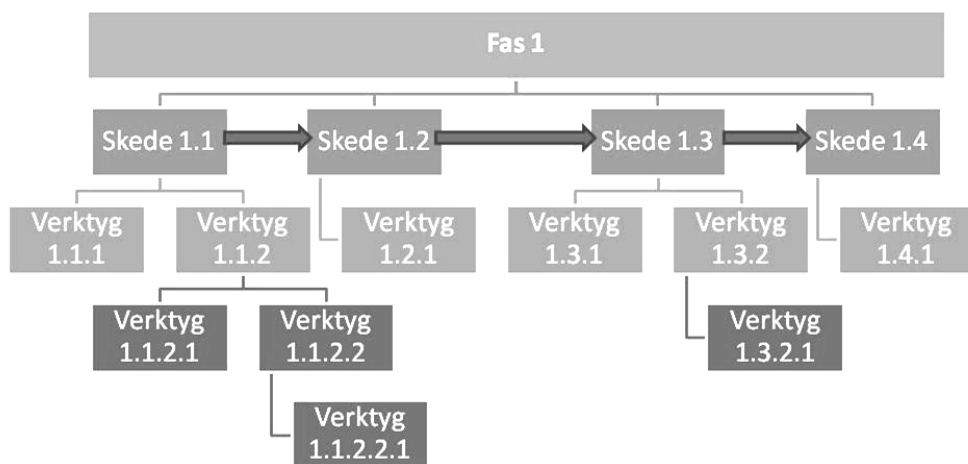 Fas 1
Skede 1.1
Skede 1.2
Skede 1.3
Skede 1.4
Verktyg
1.1.1
Verktyg
1.1.2
Verktyg
1.2.1
Verktyg
1.3.1
Verktyg
1.3.2
Verktyg
1.4.1
Verktyg
1.1.2.1
Verktyg
1.1.2.2
Verktyg
1.3.2.1
Verktyg
1.1.2.2.1